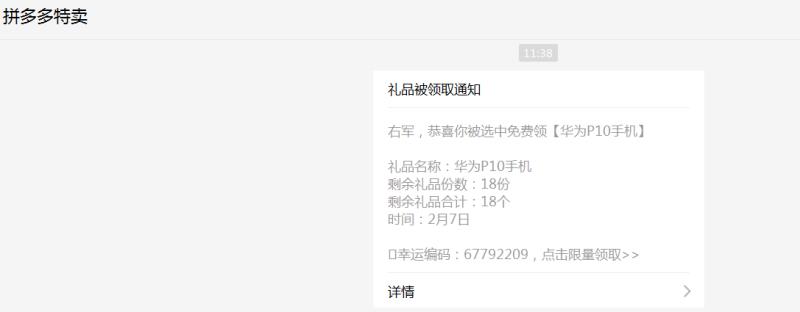 拼多多特卖
11:38
礼品被领取通知
右军，恭喜你被选中免费领【华为P10手机】
礼品名称：华为P10手机
剩余礼品份数：18份
剩余礼品合计：18个
时间：2月7日
幸运编码：67792209，点击限量领取>>
详情